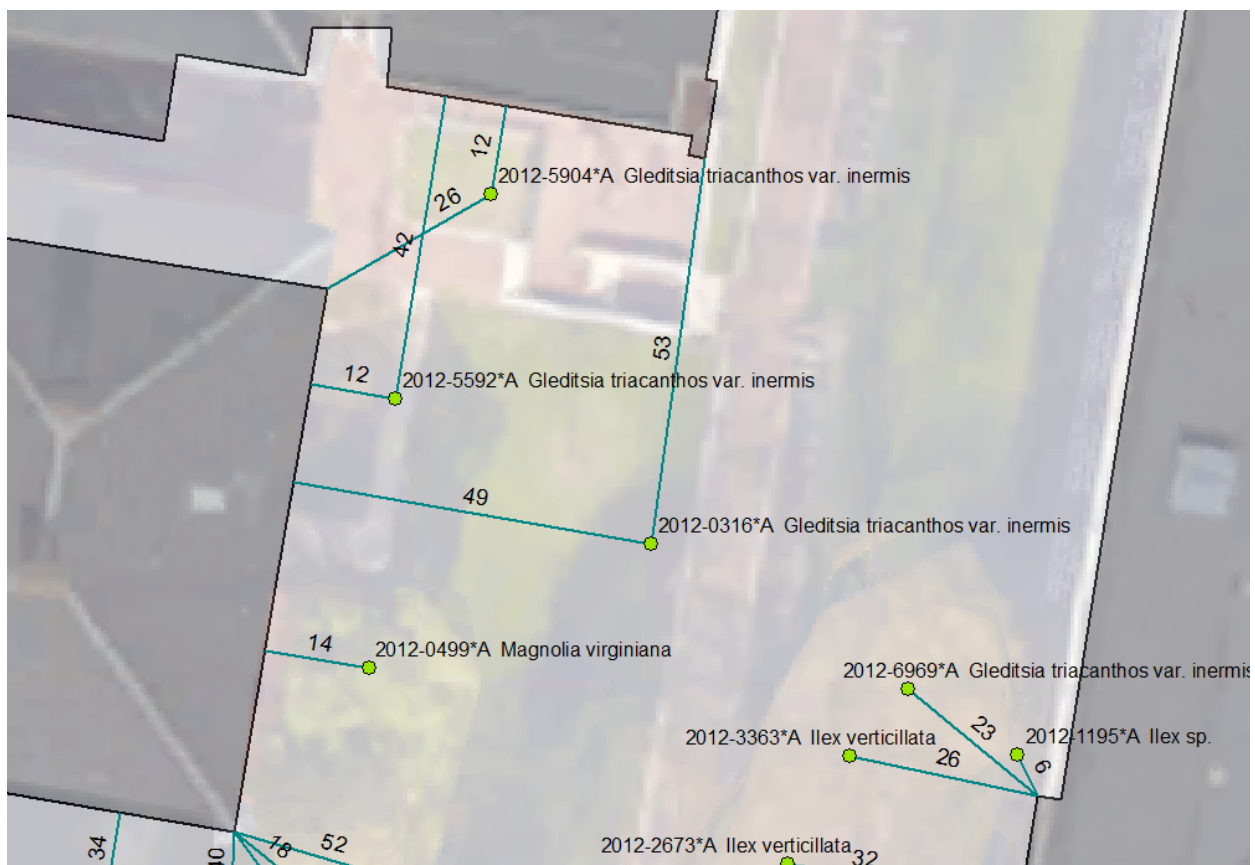 12
2012-5904*A Gleditsia triacanthos var. inermis
26
42
53
12
2012-5592*A Gleditsia triacanthos var. inermis
49
2012-0316*A Gleditsia triacanthos var. inermis
14
2012-0499*A Magnolia virginiana
2012-6969*A Gleditsia triacanthos var. inermis
23
2012-3363*A Ilex verticillata
2012-1195*A Ilex sp.
26
6
34
40
18
52
2012-2673*A Ilex verticillata
32